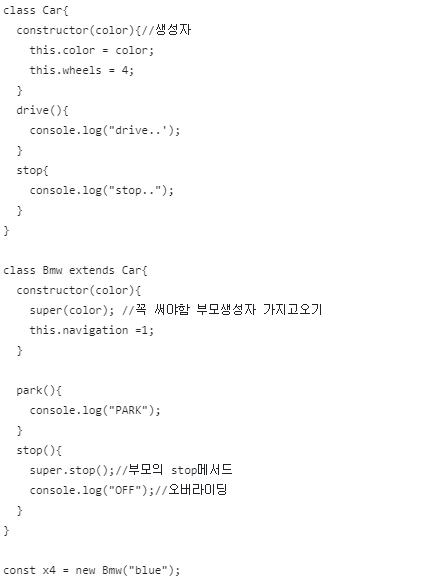 class Car{
constructor(color){//생성자
this.color = color;
this.wheels = 4;
}
drive(){
console.log("drive..');
}
stop{
console.log("stop..");
}
}
class Bmw extends Car{
constructor(color){
super(color); //꼭 써야함 부모생성자 가지고오기
this.navigation =1;
}
park(){
console.log("PARK");
}
stop(){
super.stop();//부모의 stop메서드
console.log("OFF");//오버라이딩
}
}
const x4 = new Bmw("blue");